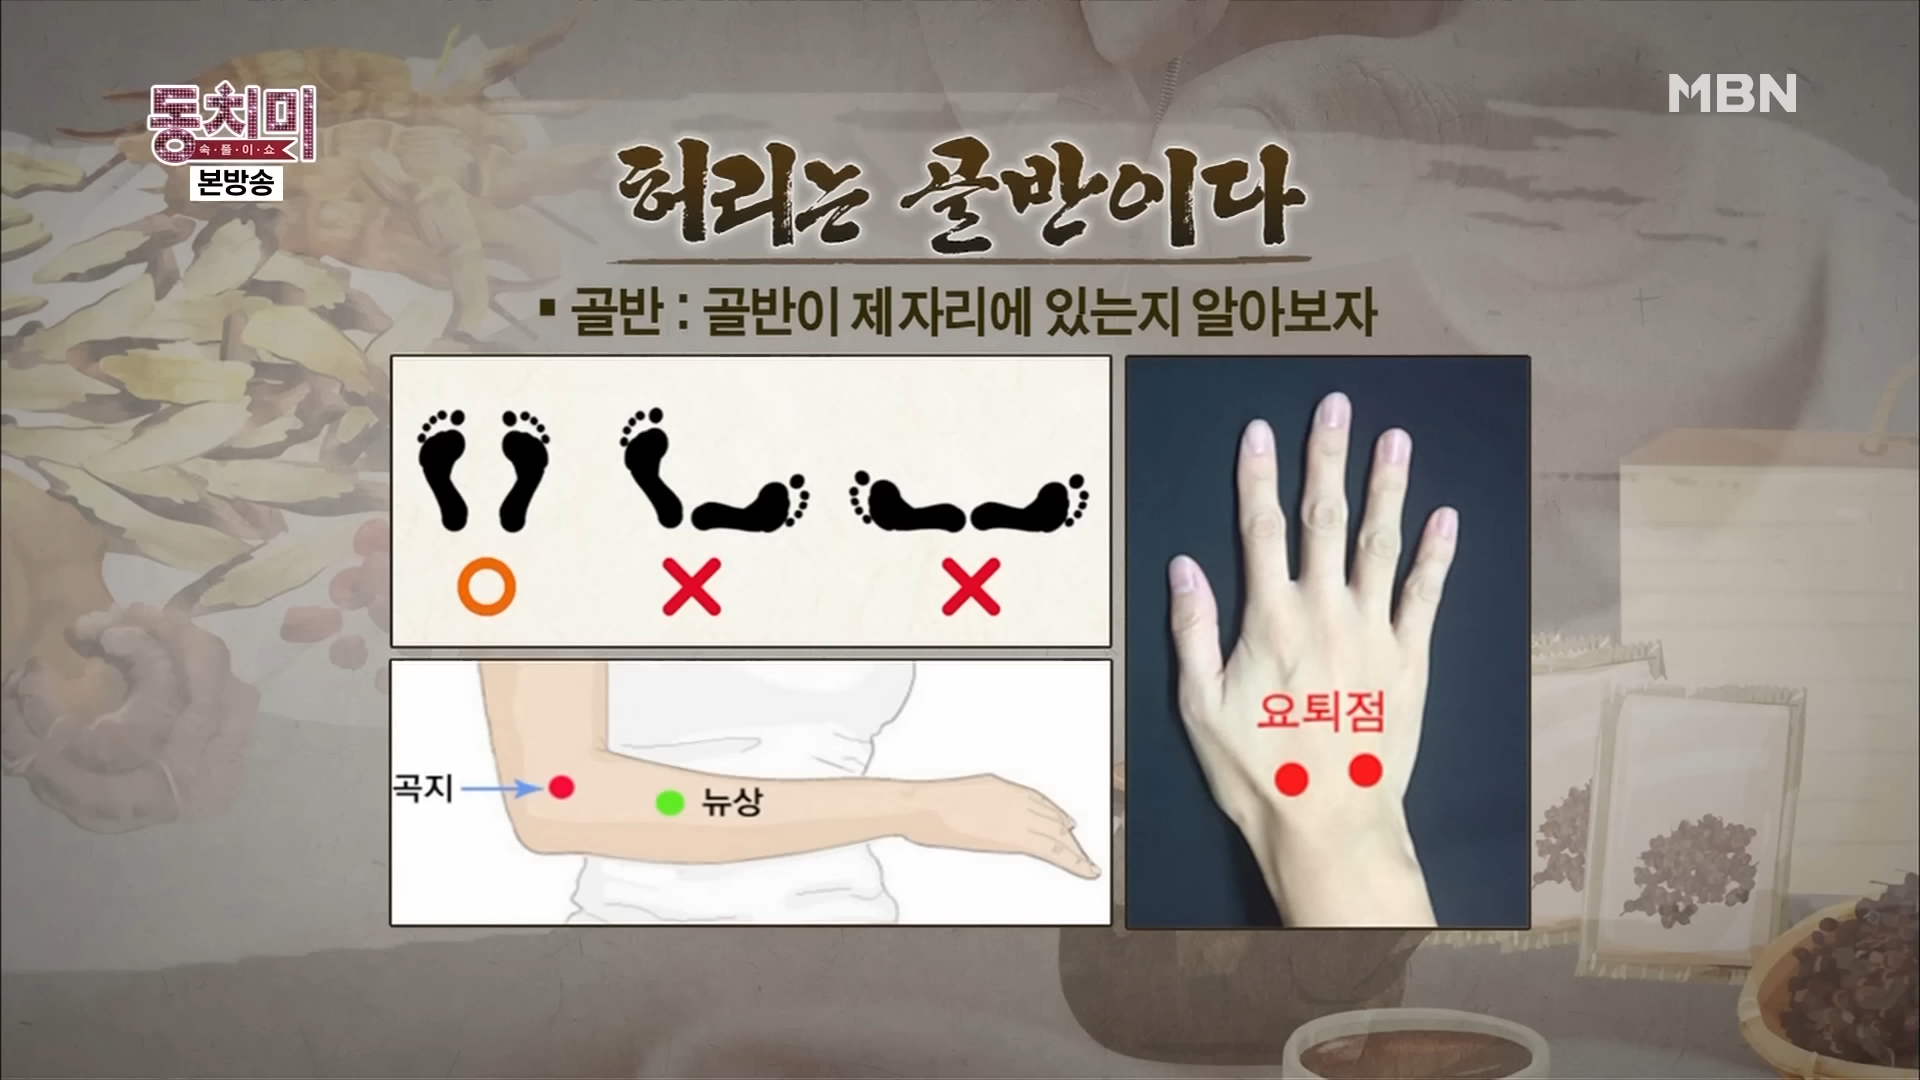 동치미
속·풀·이·쇼
본방송
MBN
허리는 골반이다
▪ 골반 : 골반이 제자리에 있는지 알아보자
곡지
뉴상
요퇴점